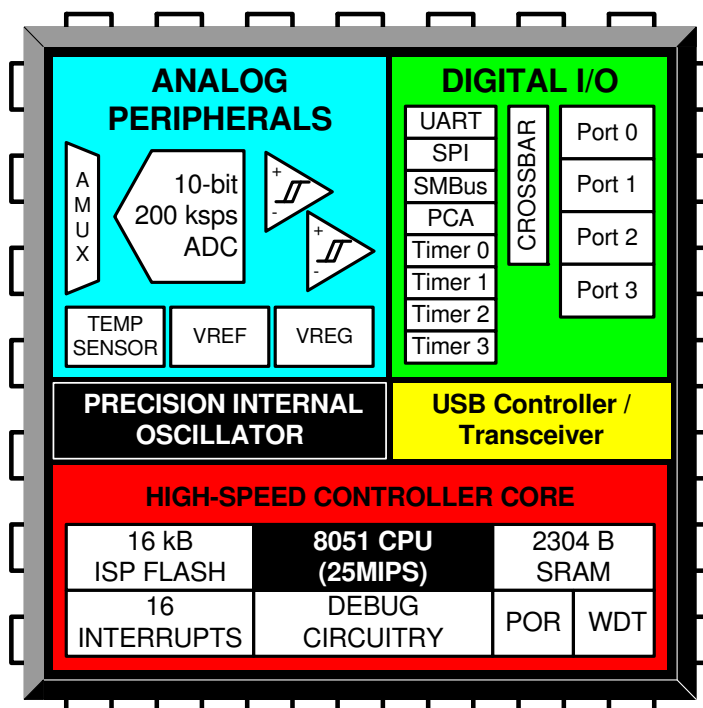 ANALOG
PERIPHERALS
A
M
U
X
10-bit
200 ksps
ADC
+
-
+
-
TEMP
SENSOR
VREF
VREG
DIGITAL I/O
UART
SPI
SMBus
PCA
Timer 0
Timer 1
Timer 2
Timer 3
CROSSBAR
Port 0
Port 1
Port 2
Port 3
PRECISION INTERNAL
OSCILLATOR
USB Controller /
Transceiver
HIGH-SPEED CONTROLLER CORE
16 kB
ISP FLASH
8051 CPU
(25MIPS)
2304 B
SRAM
16
INTERRUPTS
DEBUG
CIRCUITRY
POR
WDT